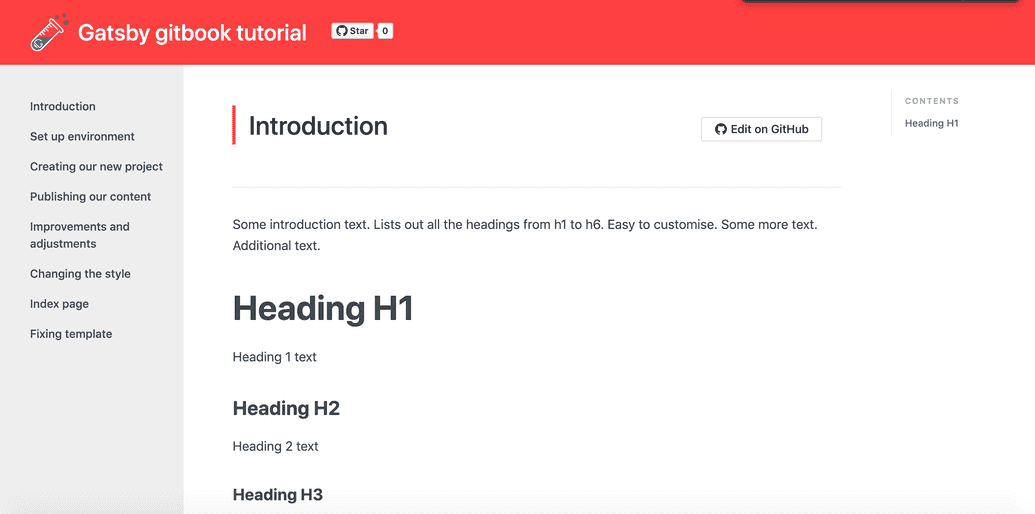 Gatsby gitbook tutorial
Star 0
Introduction
Set up environment
Creating our new project
Publishing our content
Improvements and
adjustments
Changing the style
Index page
Fixing template
Introduction
Edit on GitHub
Some introduction text. Lists out all the headings from h1 to h6. Easy to customise. Some more text.
Additional text.
Heading H1
Heading 1 text
Heading H2
Heading 2 text
Heading H3
CONTENTS
Heading H1